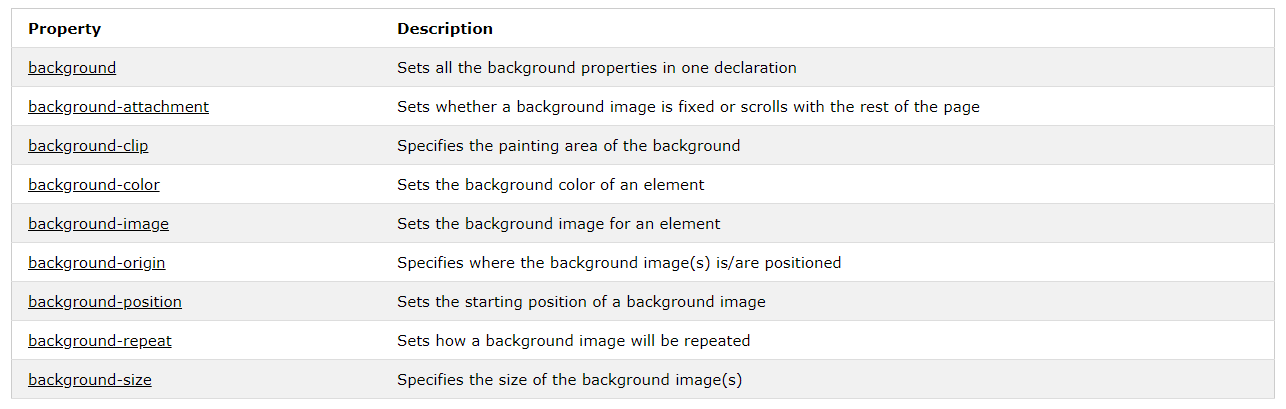 Property Description
background Sets all the background properties in one declaration
background-attachment Sets whether a background image is fixed or scrolls with the rest of the page
background-clip Specifies the painting area of the background
background-color Sets the background color of an element
background-image Sets the background image for an element
background-origin Specifies where the background image(s) is/are positioned
background-position Sets the starting position of a background image
background-repeat Sets how a background image will be repeated
background-size Specifies the size of the background image(s)